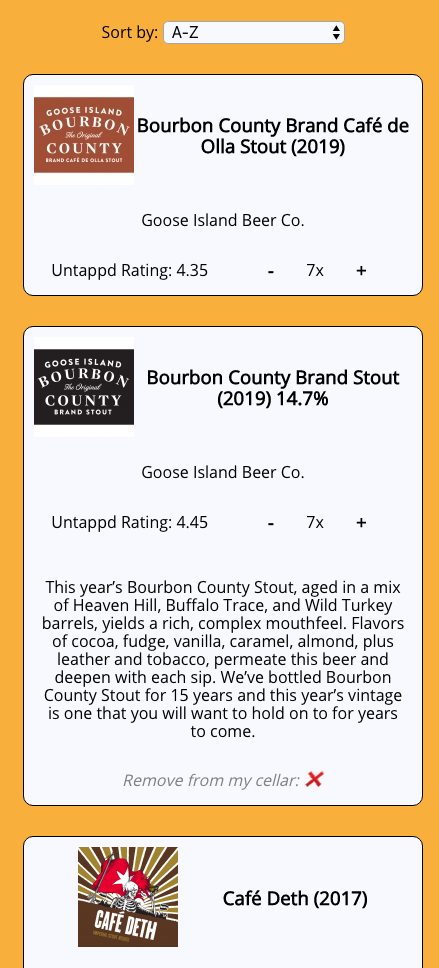 Sort by: A-Z
GOOSE ISLAND
BOURBON
The Original
COUNTY
BRAND CAFÉ DE OLLA STOUT
Bourbon County Brand Café de
Olla Stout (2019)
Goose Island Beer Co.
Untappd Rating: 4.35 - 7x +
GOOSE ISLAND
BOURBON
The Original
COUNTY
BRAND STOUT
Bourbon County Brand Stout
(2019) 14.7%
Goose Island Beer Co.
Untappd Rating: 4.45 - 7x +
This year’s Bourbon County Stout, aged in a mix
of Heaven Hill, Buffalo Trace, and Wild Turkey
barrels, yields a rich, complex mouthfeel. Flavors
of cocoa, fudge, vanilla, caramel, almond, plus
leather and tobacco, permeate this beer and
deepen with each sip. We’ve bottled Bourbon
County Stout for 15 years and this year’s vintage
is one that you will want to hold on to for years
to come.
Remove from my cellar: ❌
CAFÉ DETH
Café Deth (2017)